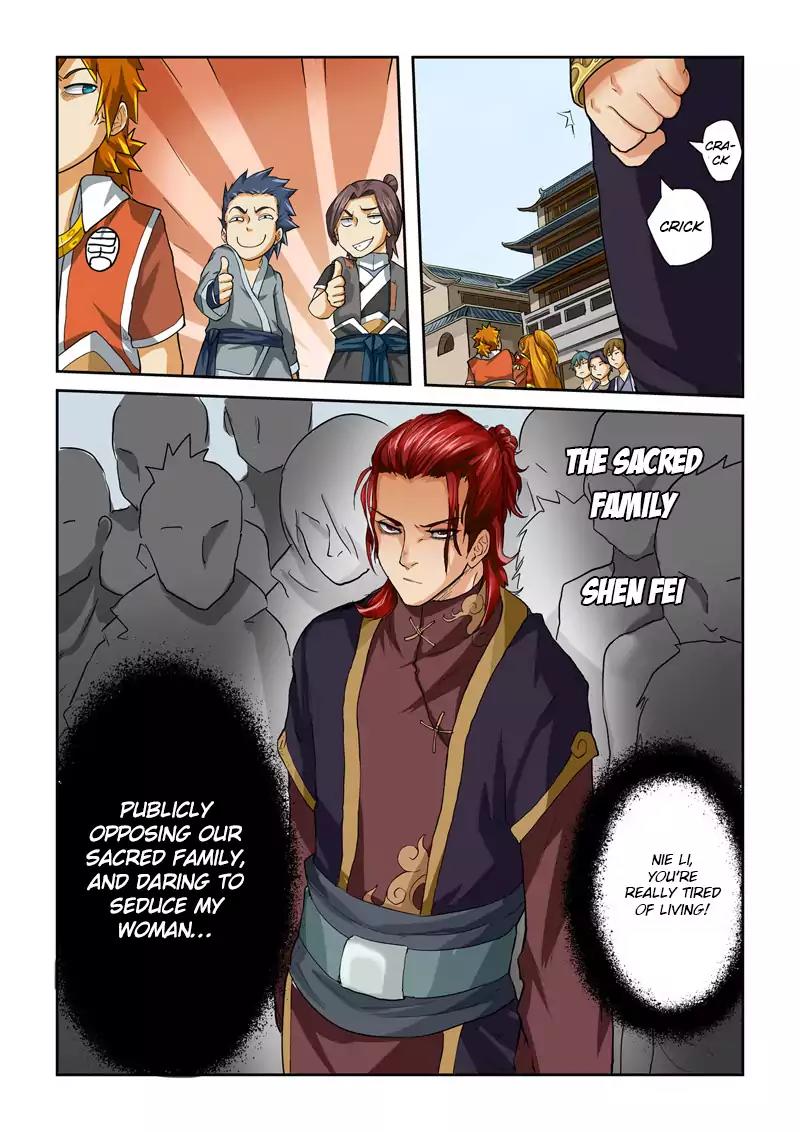 CRA-
CK
CRICK
THE SACRED
FAMILY
SHEN FEI
PUBLICLY
OPPOSING OUR
SACRED FAMILY,
AND DARING TO
SEDUCE MY
WOMAN...
NIE LI,
YOU'RE
REALLY TIRED
OF LIVING!